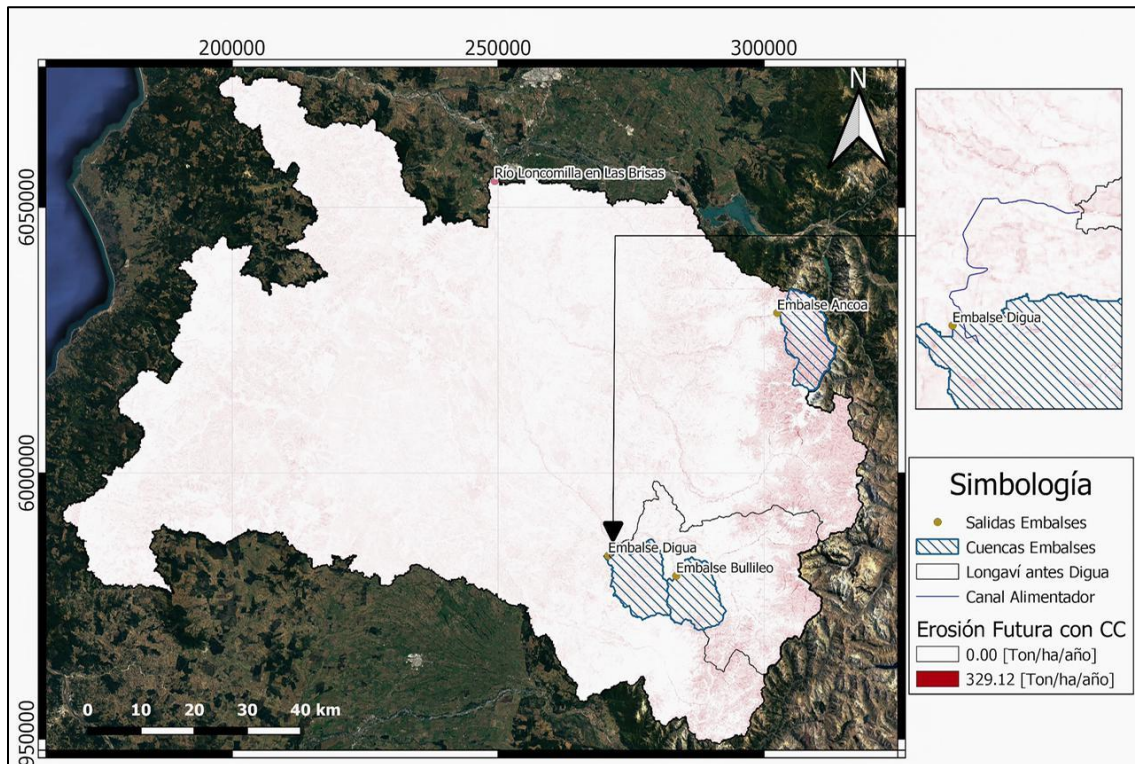 200000
250000
300000
N
Río Loncomilla en Las Brisas
6050000
Embalse Ancoa
Embalse Digua
6000000
Embalse Digua
Embalse Bullileo
0 10 20 30 40 km
Simbología
Salidas Embalses
Cuencas Embalses
Longaví antes Digua
Canal Alimentador
Erosión Futura con CC
0.00 [Ton/ha/año]
329.12 [Ton/ha/año]